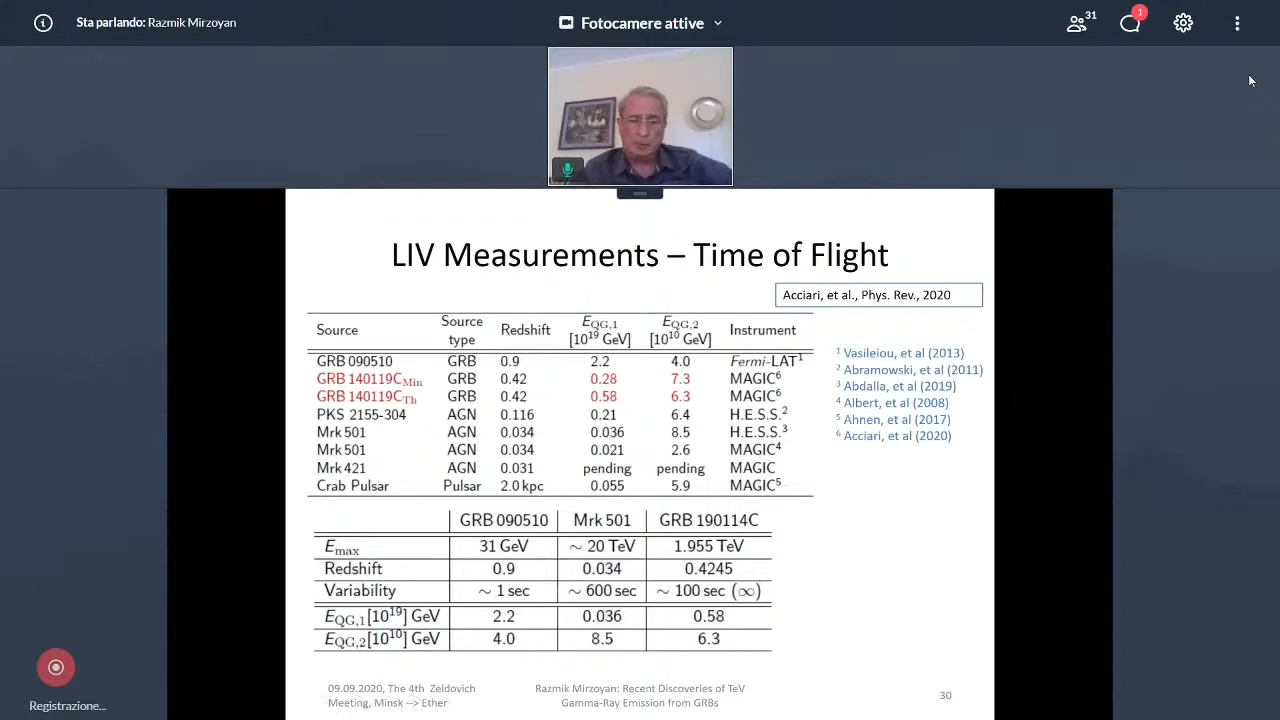 Sta parlando: Razmik Mirzoyan
Fotocamere attive
31
1
LIV Measurements – Time of Flight
Acciari, et al., Phys. Rev., 2020
Source Source type Redshift E_QG,1 [10^19 GeV] E_QG,2 [10^10 GeV] Instrument
GRB 090510 GRB 0.9 2.2 4.0 Fermi-LAT^1
GRB 140119C_Min GRB 0.42 0.28 7.3 MAGIC^6
GRB 140119C_Th GRB 0.42 0.58 6.3 MAGIC^6
PKS 2155-304 AGN 0.116 0.21 6.4 H.E.S.S.^2
Mrk 501 AGN 0.034 0.036 8.5 H.E.S.S.^3
Mrk 501 AGN 0.034 0.021 2.6 MAGIC^4
Mrk 421 AGN 0.031 pending pending MAGIC
Crab Pulsar Pulsar 2.0 kpc 0.055 5.9 MAGIC^5
^1 Vasileiou, et al (2013)
^2 Abramowski, et al (2011)
^3 Abdalla, et al (2019)
^4 Albert, et al (2008)
^5 Ahnen, et al (2017)
^6 Acciari, et al (2020)
GRB 090510 Mrk 501 GRB 190114C
E_max 31 GeV ~ 20 TeV 1.955 TeV
Redshift 0.9 0.034 0.4245
Variability ~ 1 sec ~ 600 sec ~ 100 sec (∞)
E_QG,1[10^19] GeV 2.2 0.036 0.58
E_QG,2[10^10] GeV 4.0 8.5 6.3
09.09.2020, The 4th Zeldovich
Meeting, Minsk --> Ether
Razmik Mirzoyan: Recent Discoveries of TeV
Gamma-Ray Emission from GRBs
30
Registrazione...